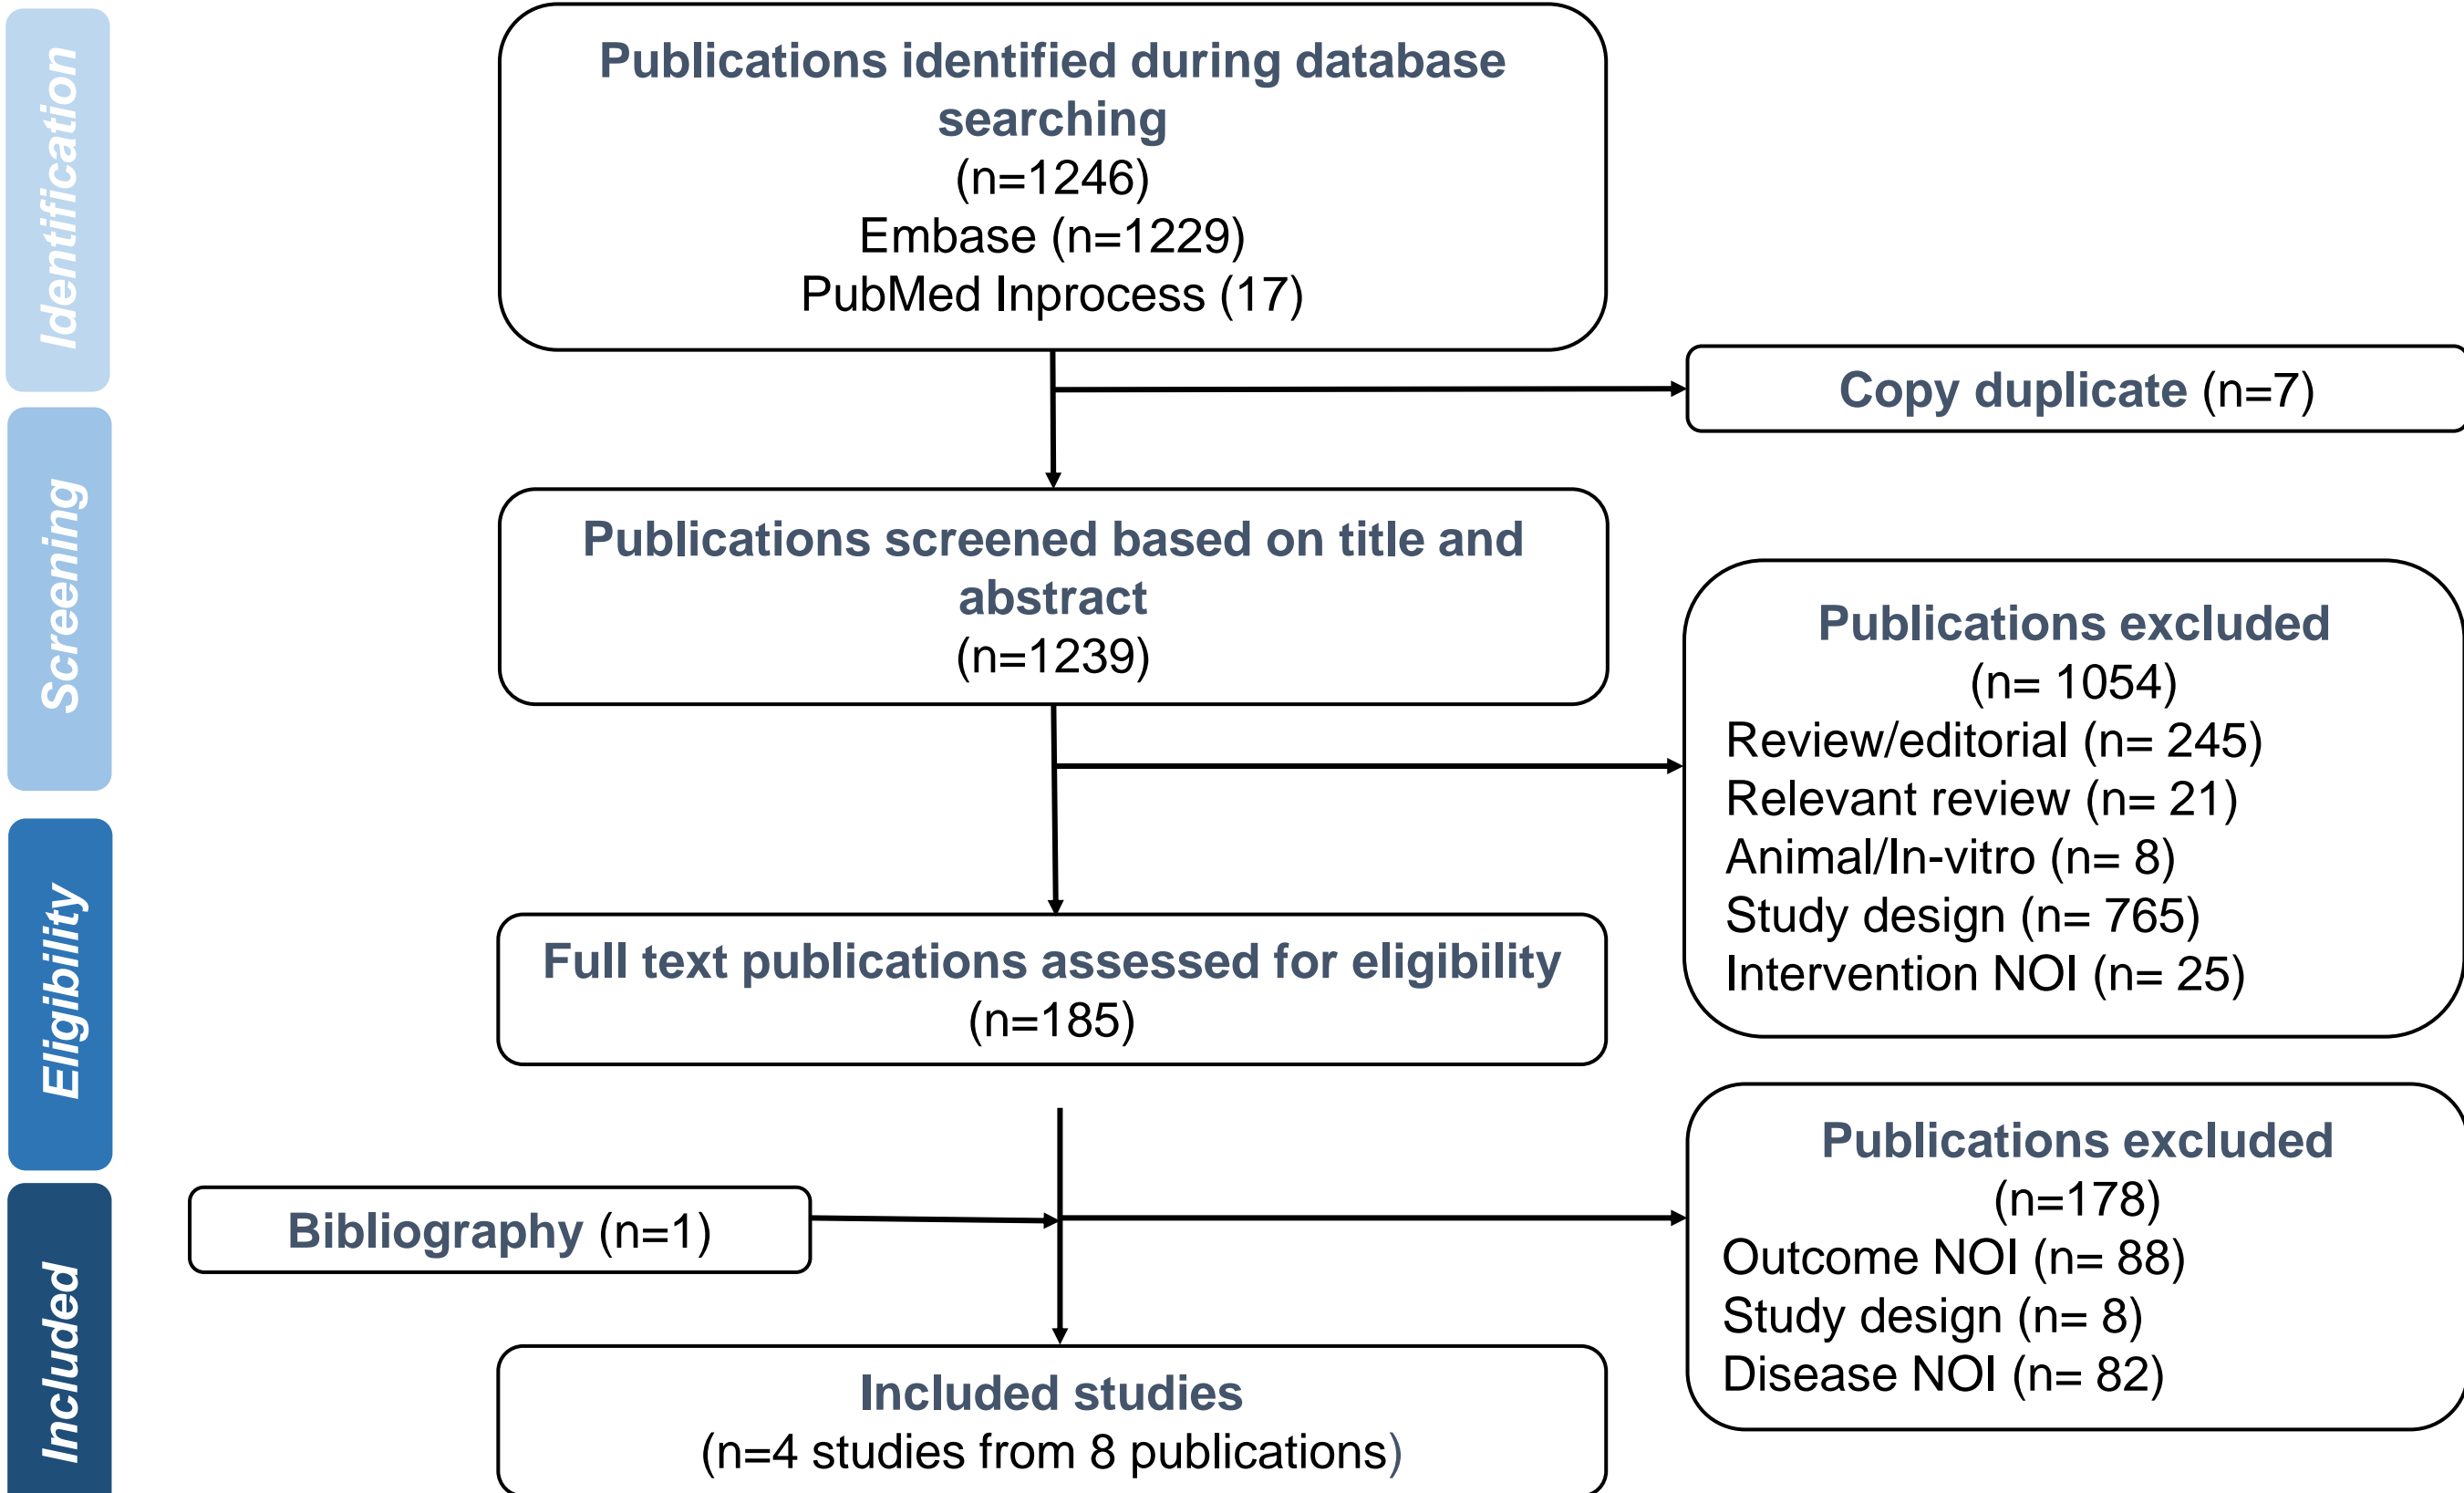 Identification
Publications identified during database
searching
(n=1246)
Embase (n=1229)
PubMed Inprocess (17)
Copy duplicate (n=7)
Screening
Publications screened based on title and
abstract
(n=1239)
Publications excluded
(n= 1054)
Review/editorial (n= 245)
Relevant review (n= 21)
Animal/In-vitro (n= 8)
Study design (n= 765)
Intervention NOI (n= 25)
Eligibility
Full text publications assessed for eligibility
(n=185)
Publications excluded
(n=178)
Outcome NOI (n= 88)
Study design (n= 8)
Disease NOI (n= 82)
Bibliography (n=1)
Included
Included studies
(n=4 studies from 8 publications)